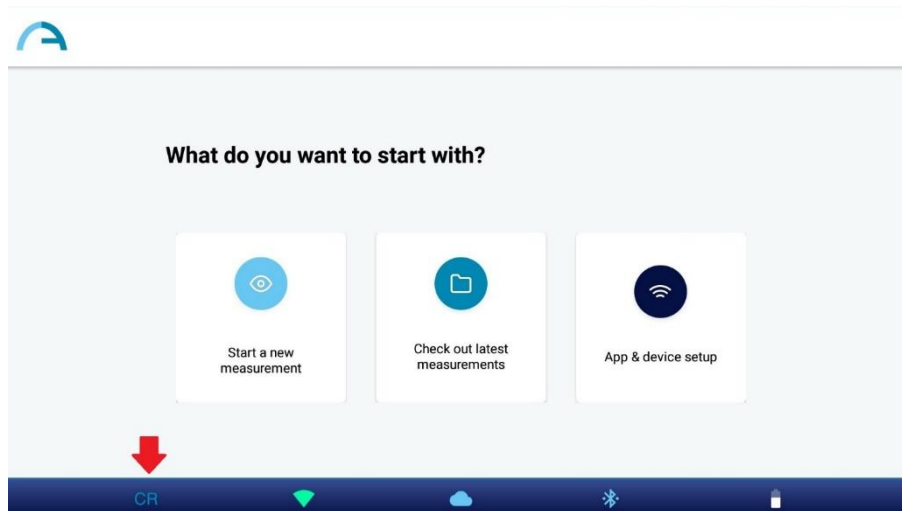 What do you want to start with?
Start a new
measurement
Check out latest
measurements
App & device setup
CR